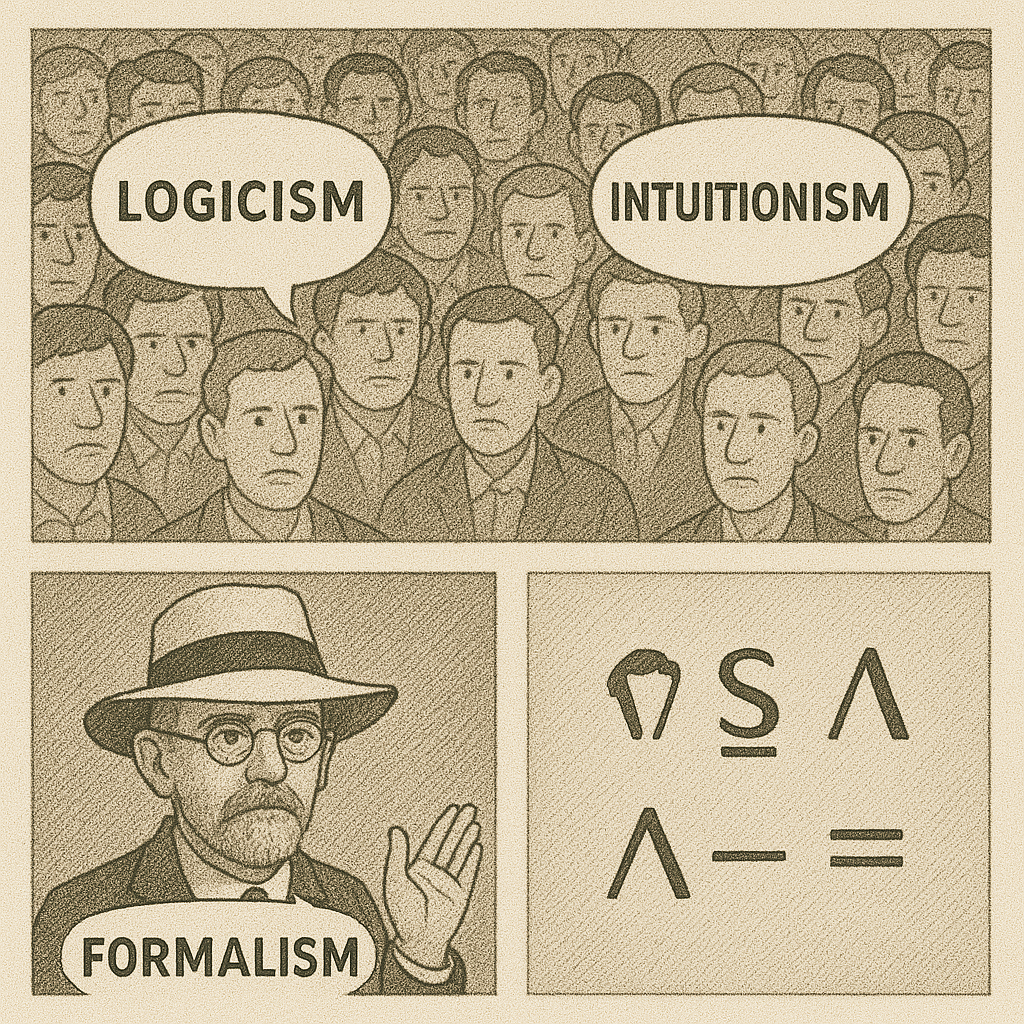 LOGICISM
INTUITIONISM
FORMALISM
S Λ
Λ — =